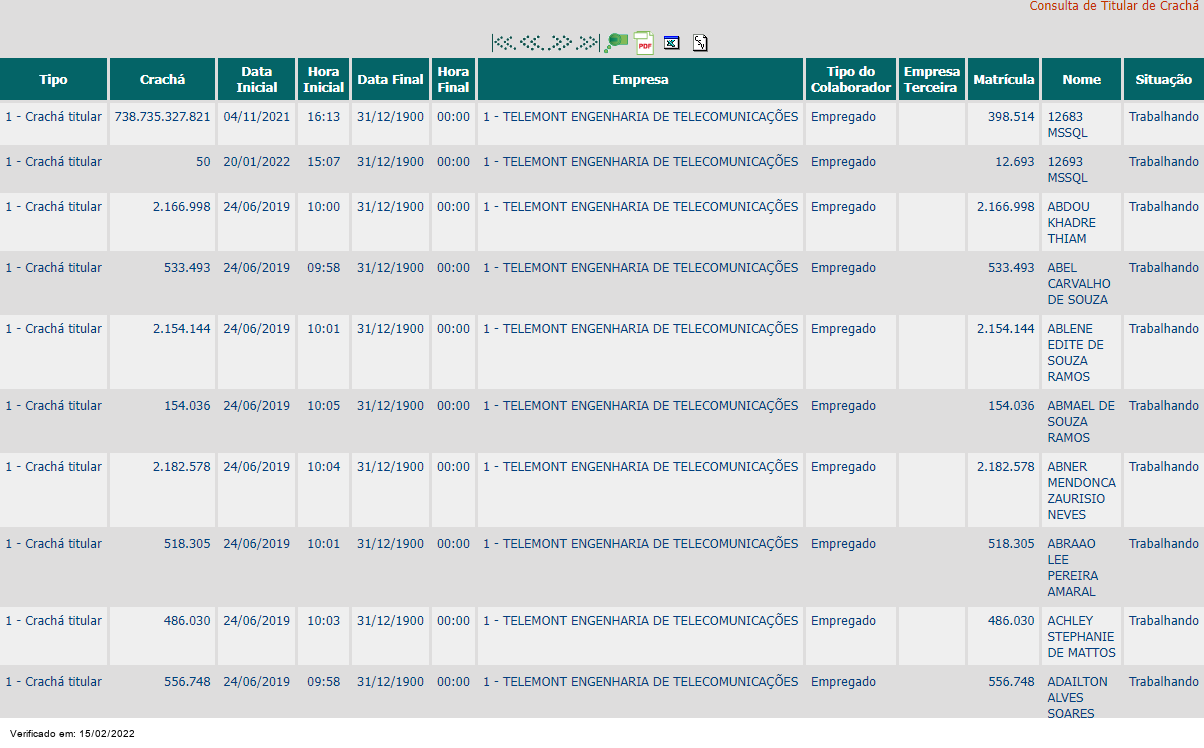 Consulta de Titular de Crachá
PDF
Tipo Crachá Data Inicial Hora Inicial Data Final Hora Final Empresa Tipo do Colaborador Empresa Terceira Matrícula Nome Situação
1 - Crachá titular 738.735.327.821 04/11/2021 16:13 31/12/1900 00:00 1 - TELEMONT ENGENHARIA DE TELECOMUNICAÇÕES Empregado 398.514 12683 MSSQL Trabalhando
1 - Crachá titular 50 20/01/2022 15:07 31/12/1900 00:00 1 - TELEMONT ENGENHARIA DE TELECOMUNICAÇÕES Empregado 12.693 12693 MSSQL Trabalhando
1 - Crachá titular 2.166.998 24/06/2019 10:00 31/12/1900 00:00 1 - TELEMONT ENGENHARIA DE TELECOMUNICAÇÕES Empregado 2.166.998 ABDOU KHADRE THIAM Trabalhando
1 - Crachá titular 533.493 24/06/2019 09:58 31/12/1900 00:00 1 - TELEMONT ENGENHARIA DE TELECOMUNICAÇÕES Empregado 533.493 ABEL CARVALHO DE SOUZA Trabalhando
1 - Crachá titular 2.154.144 24/06/2019 10:01 31/12/1900 00:00 1 - TELEMONT ENGENHARIA DE TELECOMUNICAÇÕES Empregado 2.154.144 ABLENE EDITE DE SOUZA RAMOS Trabalhando
1 - Crachá titular 154.036 24/06/2019 10:05 31/12/1900 00:00 1 - TELEMONT ENGENHARIA DE TELECOMUNICAÇÕES Empregado 154.036 ABMAEL DE SOUZA RAMOS Trabalhando
1 - Crachá titular 2.182.578 24/06/2019 10:04 31/12/1900 00:00 1 - TELEMONT ENGENHARIA DE TELECOMUNICAÇÕES Empregado 2.182.578 ABNER MENDONCA ZAURISIO NEVES Trabalhando
1 - Crachá titular 518.305 24/06/2019 10:01 31/12/1900 00:00 1 - TELEMONT ENGENHARIA DE TELECOMUNICAÇÕES Empregado 518.305 ABRAAO LEE PEREIRA AMARAL Trabalhando
1 - Crachá titular 486.030 24/06/2019 10:03 31/12/1900 00:00 1 - TELEMONT ENGENHARIA DE TELECOMUNICAÇÕES Empregado 486.030 ACHLEY STEPHANIE DE MATTOS Trabalhando
1 - Crachá titular 556.748 24/06/2019 09:58 31/12/1900 00:00 1 - TELEMONT ENGENHARIA DE TELECOMUNICAÇÕES Empregado 556.748 ADAILTON ALVES SOARES Trabalhando
Verificado em: 15/02/2022